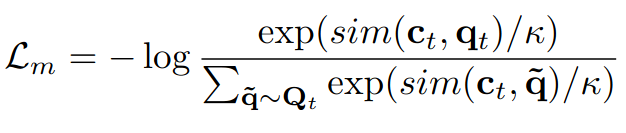 $\mathcal{L}_m = -\log \frac{\exp(sim(\mathbf{c}_t, \mathbf{q}_t)/\kappa)}{\sum_{\tilde{\mathbf{q}} \sim \mathbf{Q}_t} \exp(sim(\mathbf{c}_t, \tilde{\mathbf{q}})/\kappa)}$